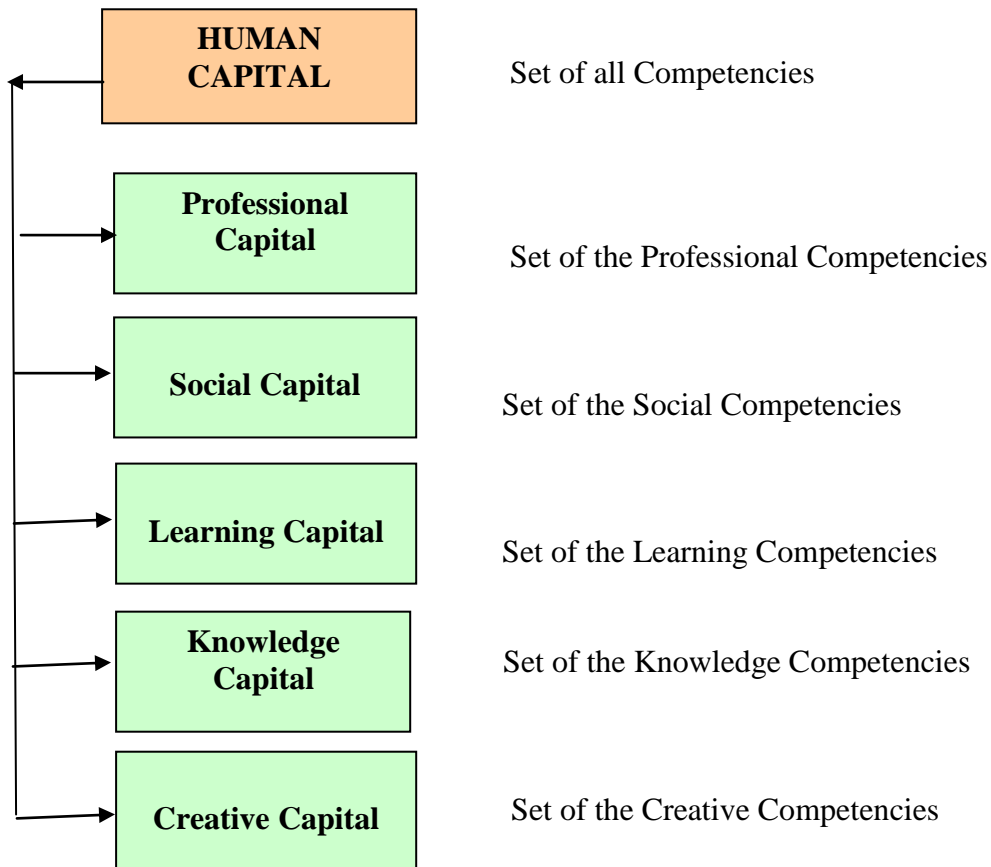 HUMAN
CAPITAL
Set of all Competencies
Professional
Capital
Set of the Professional Competencies
Social Capital
Set of the Social Competencies
Learning Capital
Set of the Learning Competencies
Knowledge
Capital
Set of the Knowledge Competencies
Creative Capital
Set of the Creative Competencies